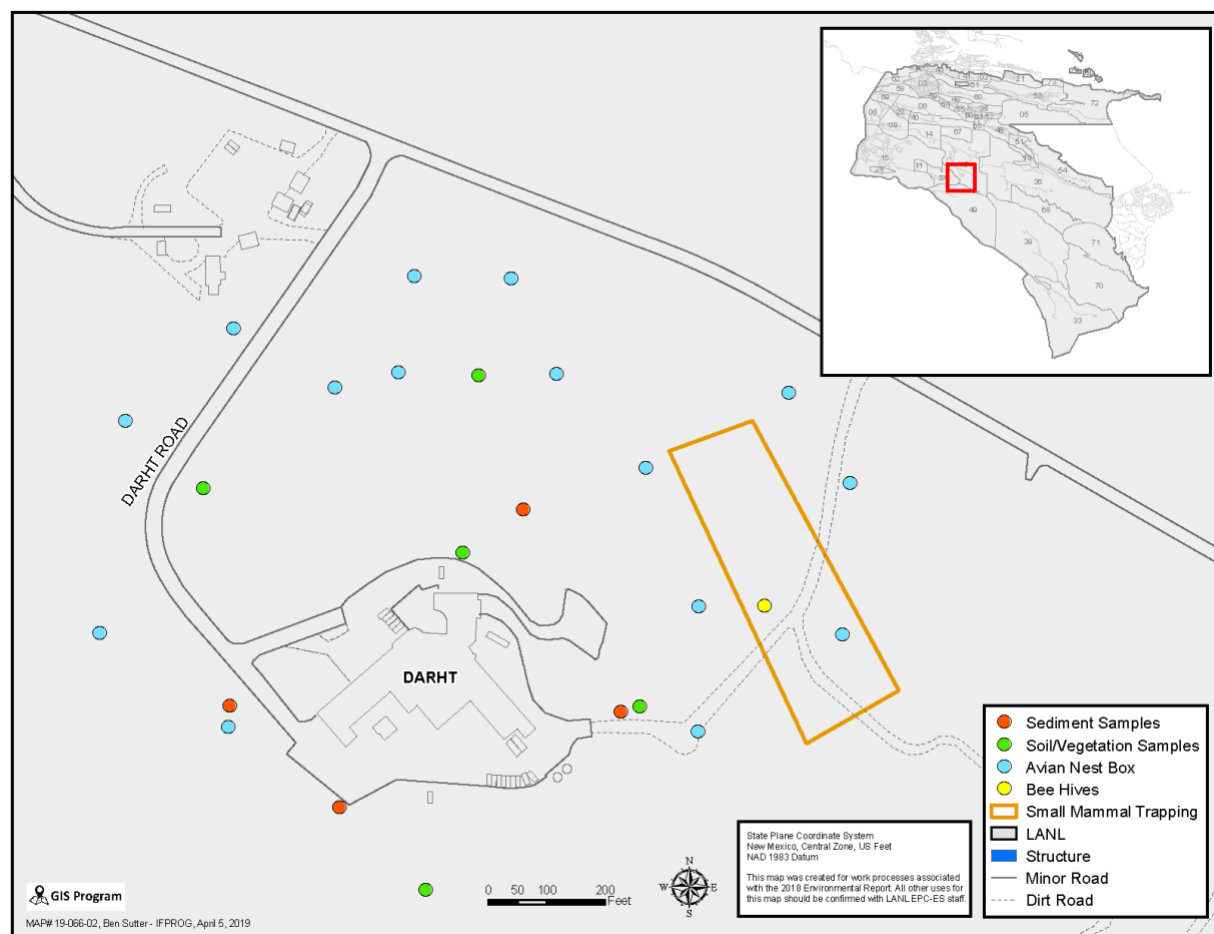 72
05
06
40
14
67
11
49
36
39
71
70
33
DARHT ROAD
DARHT
Sediment Samples
Soil/Vegetation Samples
Avian Nest Box
Bee Hives
Small Mammal Trapping
LANL
Structure
Minor Road
Dirt Road
State Plane Coordinate System
New Mexico, Central Zone, US Feet
NAD 1983 Datum
This map was created for work processes associated
with the 2018 Environmental Report. All other uses for
this map should be confirmed with LANL EPC-ES staff.
N
W E
S
0 50 100 200
Feet
GIS Program
MAP# 19-066-02, Ben Sutter - IFPROG, April 5, 2019